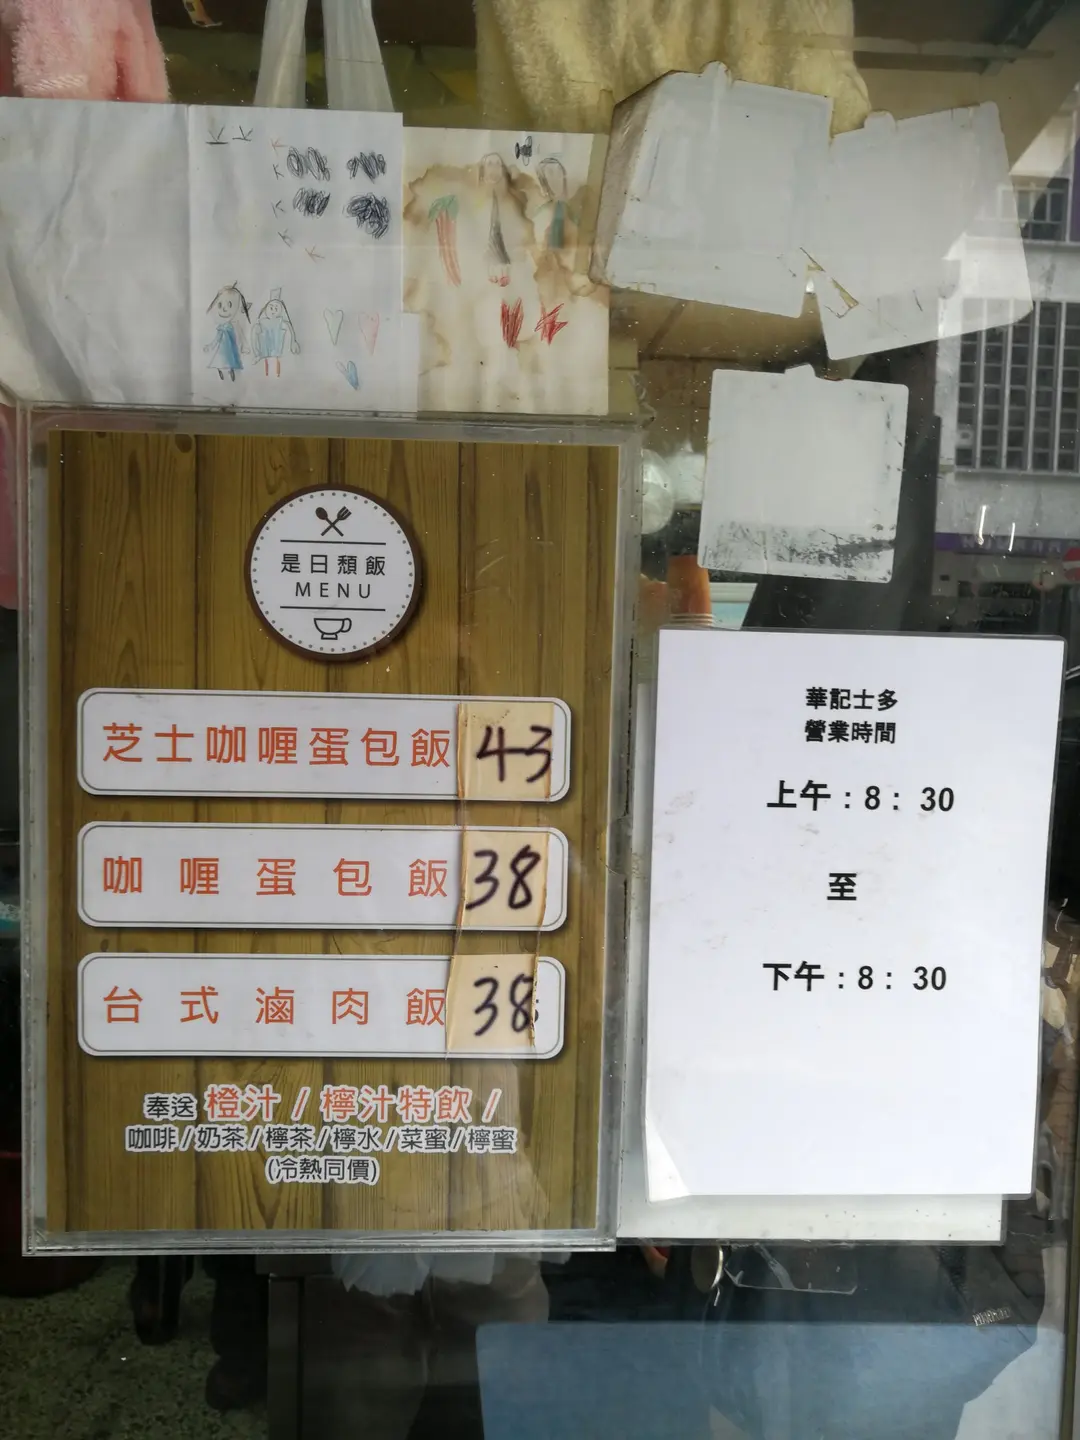 是日頹飯
MENU
芝士咖喱蛋包飯 43
咖喱蛋包飯 38
台式滷肉飯 38
奉送 橙汁 / 檸汁特飲 /
咖啡/奶茶/檸茶/檸水/菜蜜/檸蜜
(冷熱同價)
華記士多
營業時間
上午：8：30
至
下午：8：30